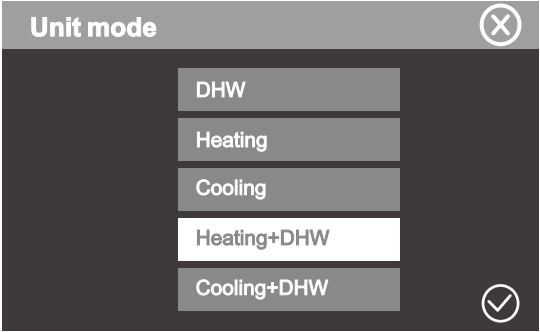 Unit mode
DHW
Heating
Cooling
Heating+DHW
Cooling+DHW